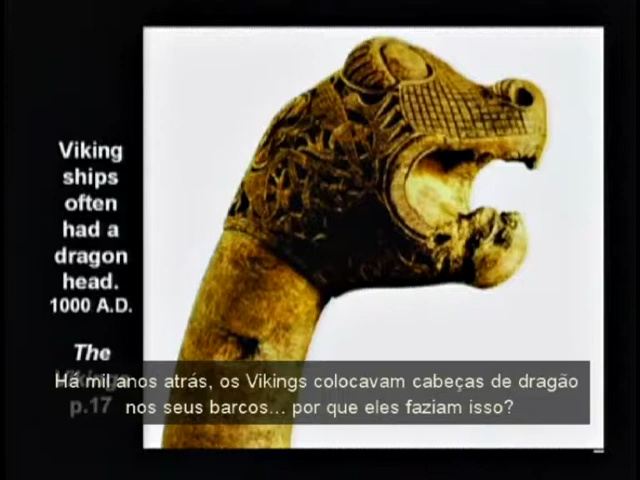 Viking
ships
often
had a
dragon
head.
1000 A.D.
The
Vikings
p.17
Há mil anos atrás, os Vikings colocavam cabeças de dragão
nos seus barcos... por que eles faziam isso?